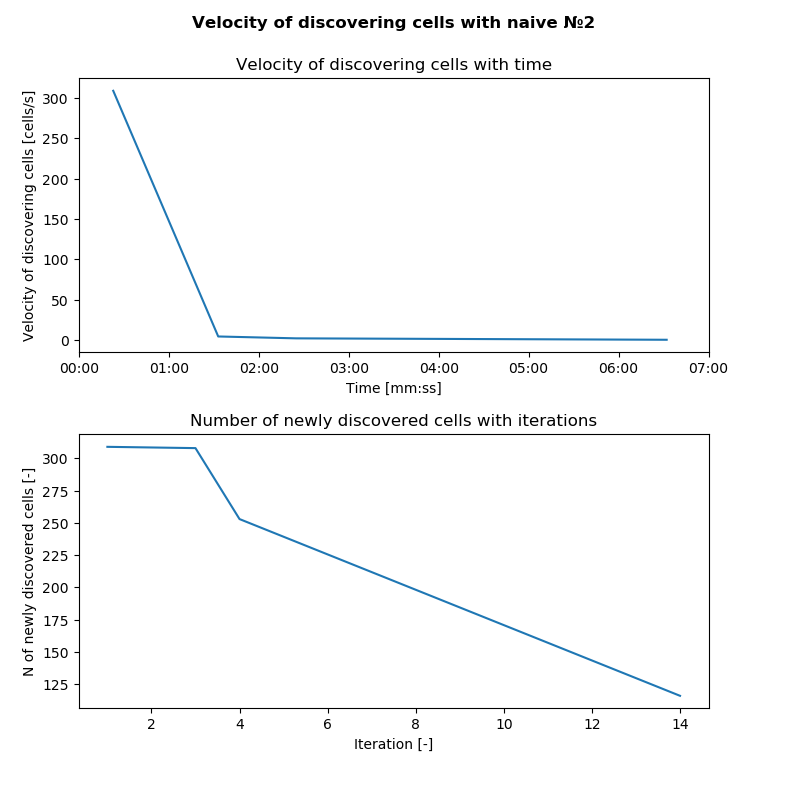 Velocity of discovering cells with naive №2
Velocity of discovering cells with time
Velocity of discovering cells [cells/s]
300
250
200
150
100
50
0
00:00 01:00 02:00 03:00 04:00 05:00 06:00 07:00
Time [mm:ss]
Number of newly discovered cells with iterations
N of newly discovered cells [-]
300
275
250
225
200
175
150
125
2 4 6 8 10 12 14
Iteration [-]